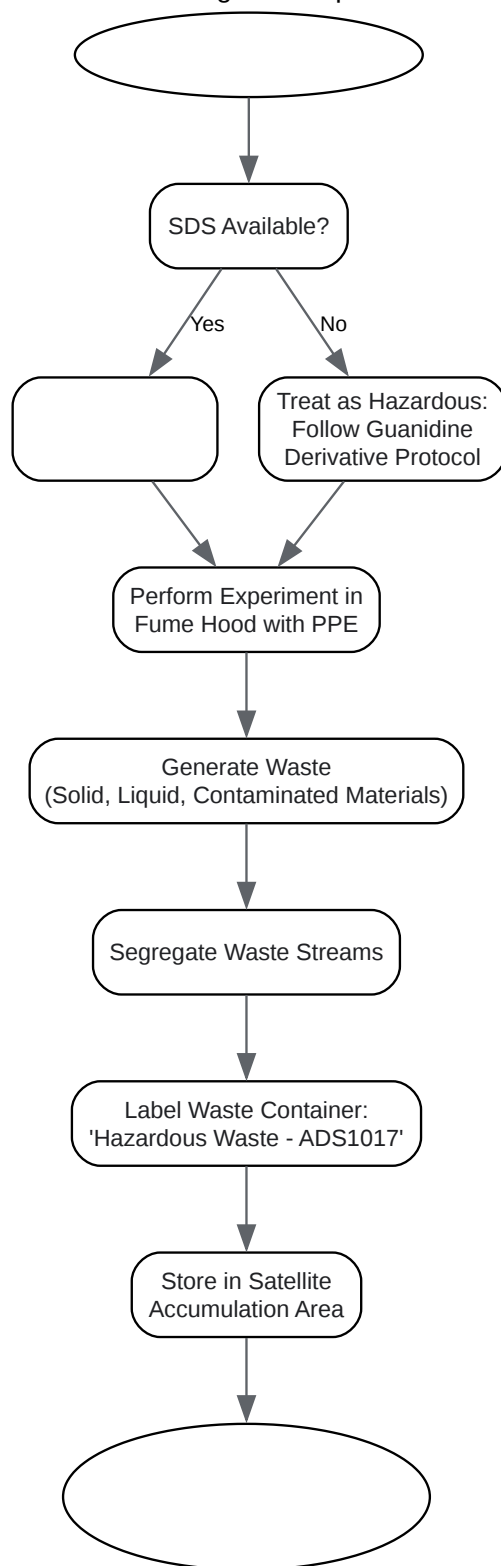 SDS Available?
Yes
No
Treat as Hazardous:
Follow Guanidine
Derivative Protocol
Perform Experiment in
Fume Hood with PPE
Generate Waste
(Solid, Liquid, Contaminated Materials)
Segregate Waste Streams
Label Waste Container:
'Hazardous Waste - ADS1017'
Store in Satellite
Accumulation Area